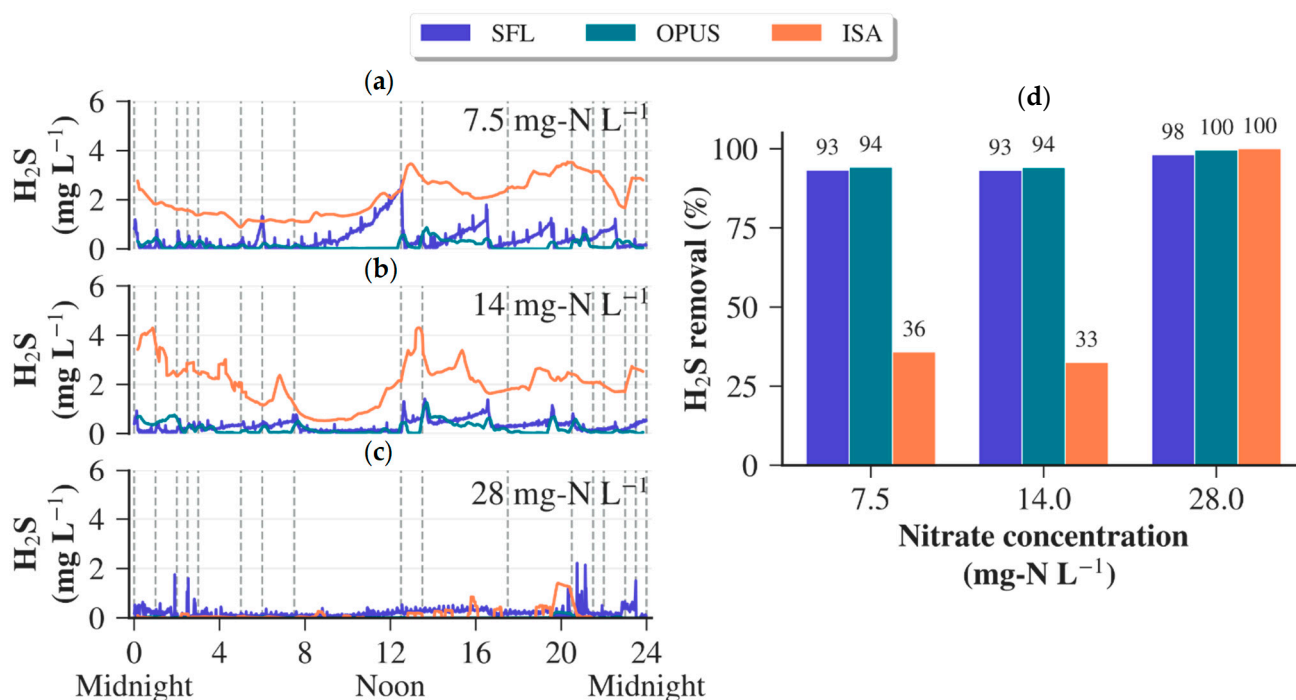 SFL OPUS ISA
(a)
7.5 mg-N L⁻¹
H₂S
(mg L⁻¹)
6
4
2
0
(b)
14 mg-N L⁻¹
H₂S
(mg L⁻¹)
6
4
2
0
(c)
28 mg-N L⁻¹
H₂S
(mg L⁻¹)
6
4
2
0
0 4 8 12 16 20 24
Midnight Noon Midnight
(d)
H₂S removal (%)
100
75
50
25
0
93 94 36
93 94 33
98 100 100
7.5 14.0 28.0
Nitrate concentration
(mg-N L⁻¹)